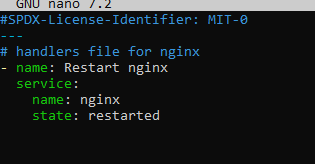 GNU nano 7.2
#SPDX-License-Identifier: MIT-0
---
# handlers file for nginx
- name: Restart nginx
  service:
    name: nginx
    state: restarted